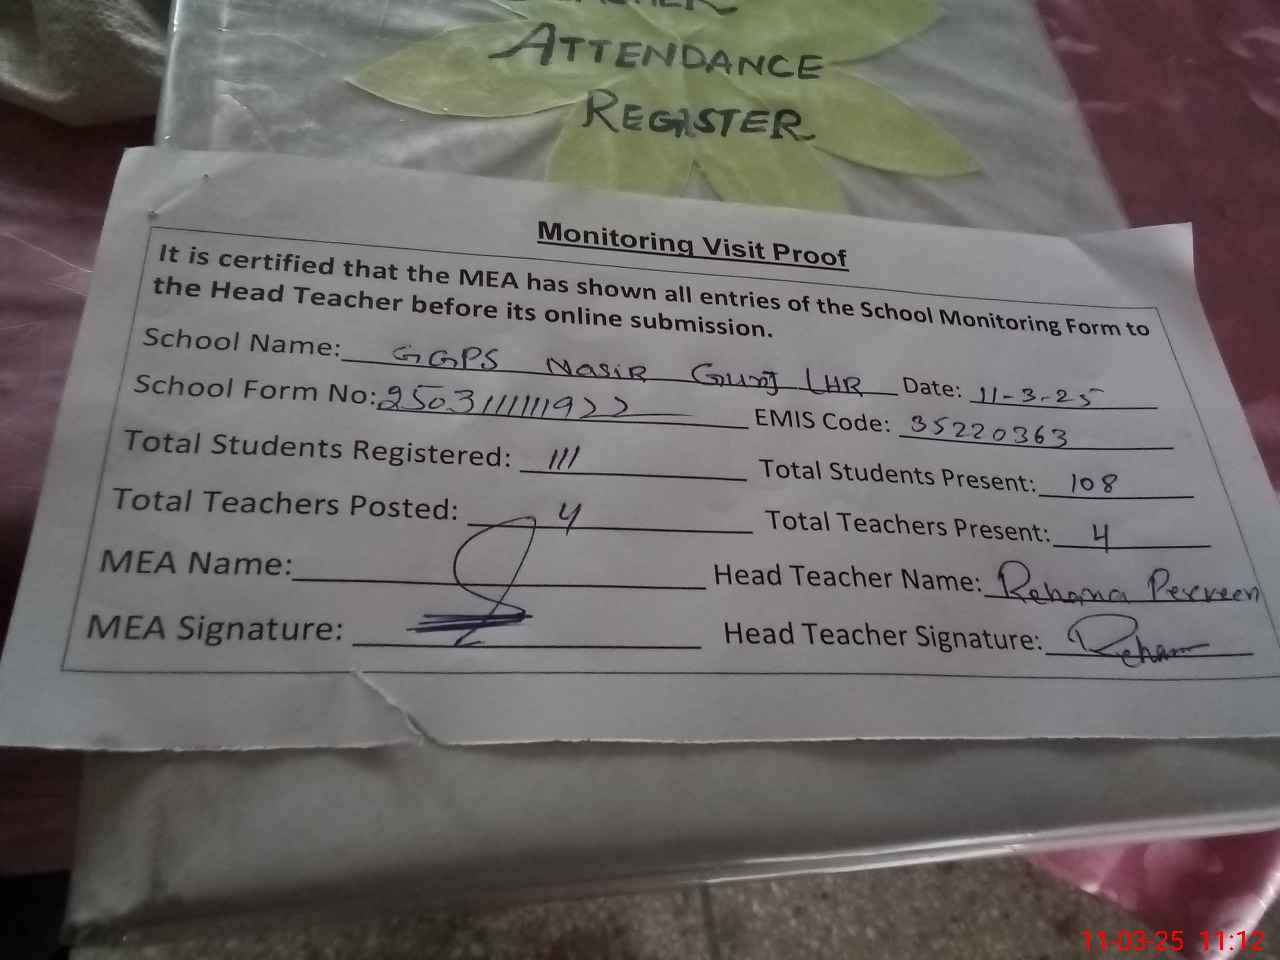 ATTENDANCE
REGISTER
Monitoring Visit Proof
It is certified that the MEA has shown all entries of the School Monitoring Form to
the Head Teacher before its online submission.
School Name: GGPS Nasir Gunj LHR Date: 11-3-25
School Form No: EMIS Code: 35220363
Total Students Registered: 111 Total Students Present: 108
Total Teachers Posted: 4 Total Teachers Present: 4
MEA Name: Head Teacher Name: Rehana Perveen
MEA Signature: Head Teacher Signature: Rehana
11-03-25 11:12